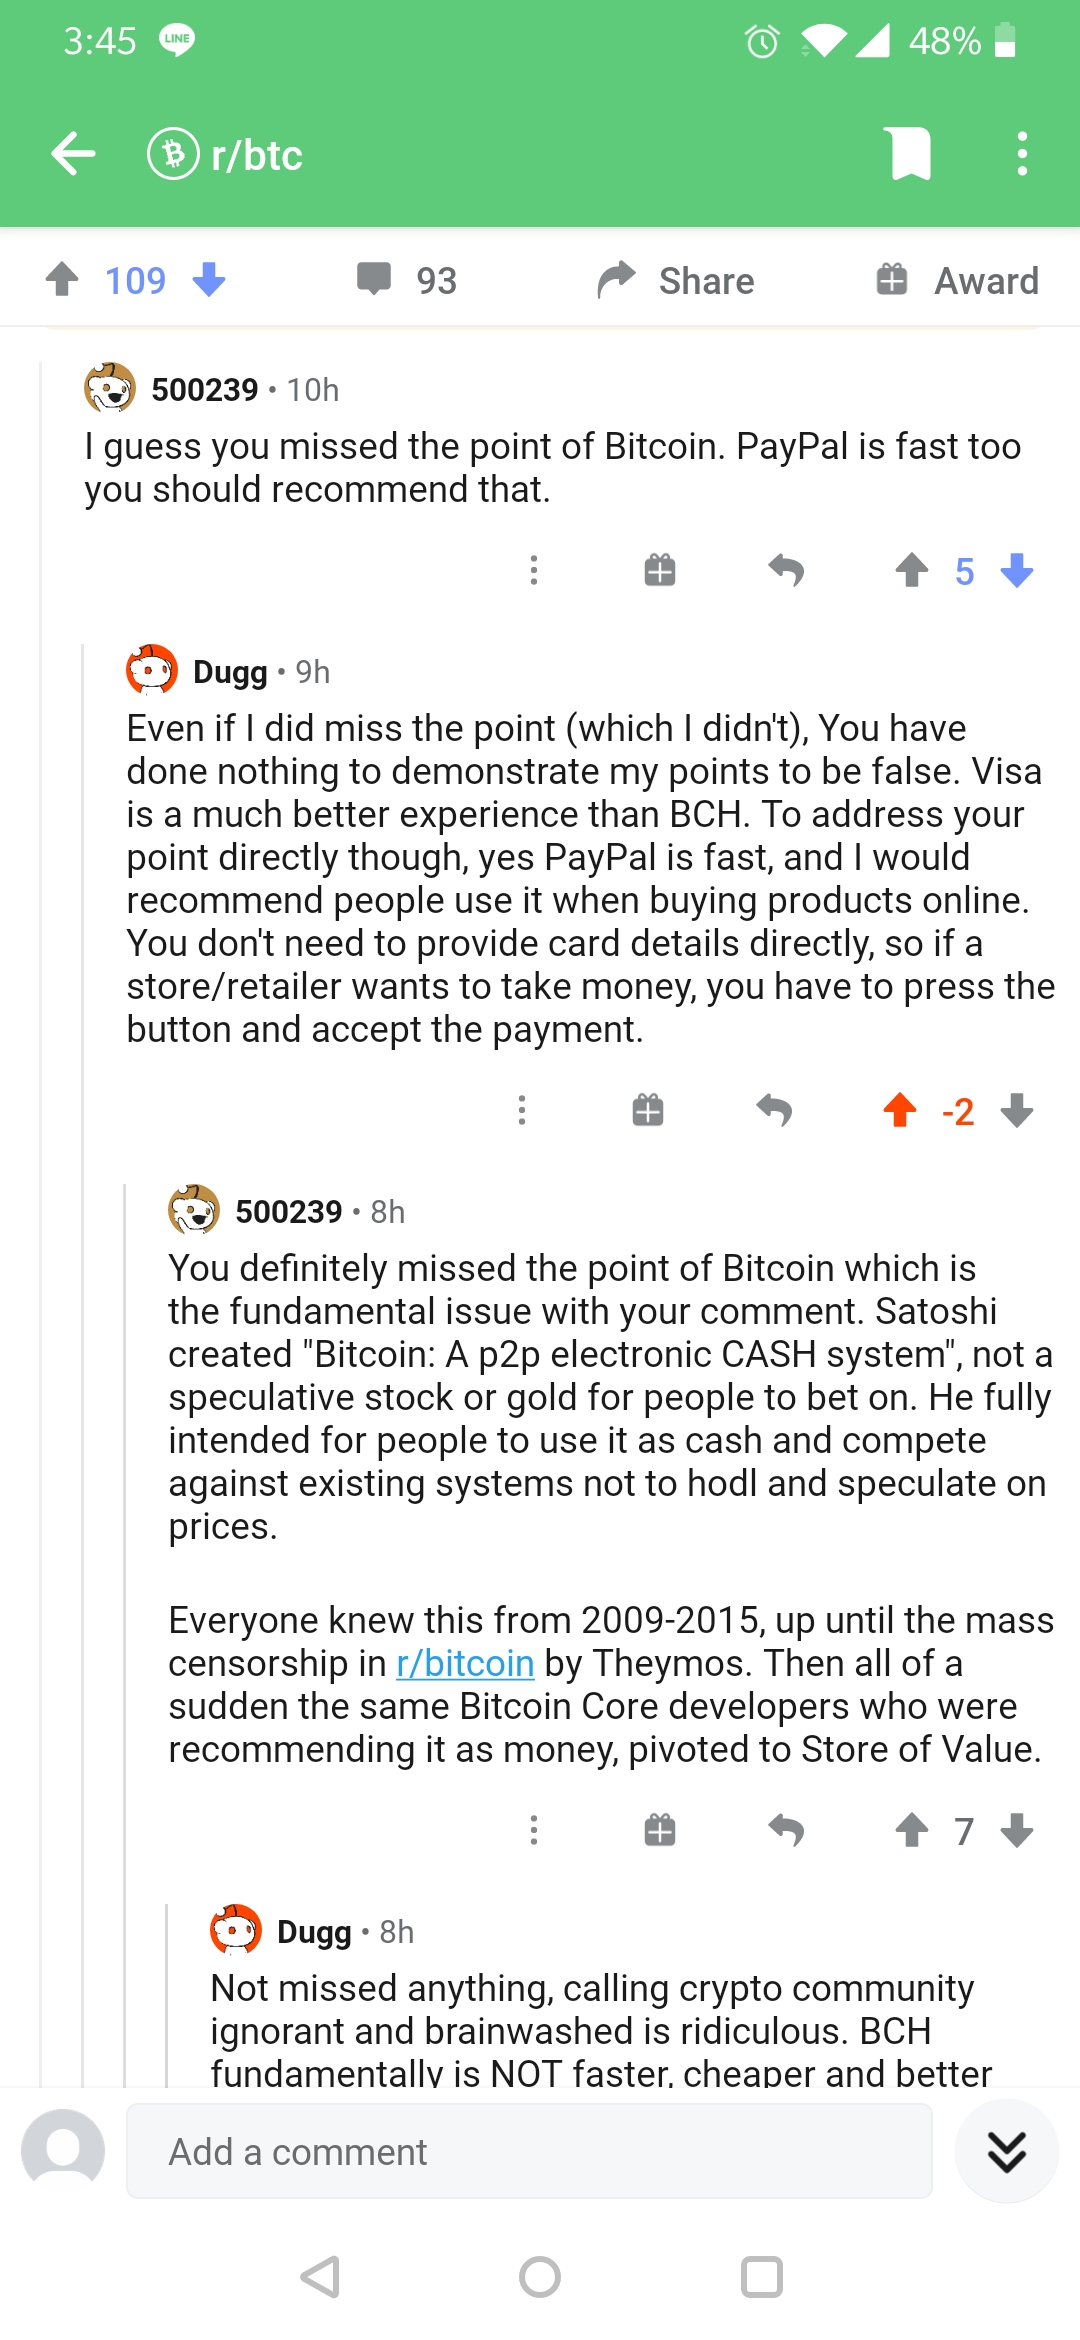 3:45 LINE 48%
r/btc
109 93 Share Award
500239 • 10h
I guess you missed the point of Bitcoin. PayPal is fast too
you should recommend that.
5
Dugg • 9h
Even if I did miss the point (which I didn't), You have
done nothing to demonstrate my points to be false. Visa
is a much better experience than BCH. To address your
point directly though, yes PayPal is fast, and I would
recommend people use it when buying products online.
You don't need to provide card details directly, so if a
store/retailer wants to take money, you have to press the
button and accept the payment.
-2
500239 • 8h
You definitely missed the point of Bitcoin which is
the fundamental issue with your comment. Satoshi
created "Bitcoin: A p2p electronic CASH system", not a
speculative stock or gold for people to bet on. He fully
intended for people to use it as cash and compete
against existing systems not to hodl and speculate on
prices.
Everyone knew this from 2009-2015, up until the mass
censorship in r/bitcoin by Theymos. Then all of a
sudden the same Bitcoin Core developers who were
recommending it as money, pivoted to Store of Value.
7
Dugg • 8h
Not missed anything, calling crypto community
ignorant and brainwashed is ridiculous. BCH
fundamentally is NOT faster, cheaper and better
Add a comment